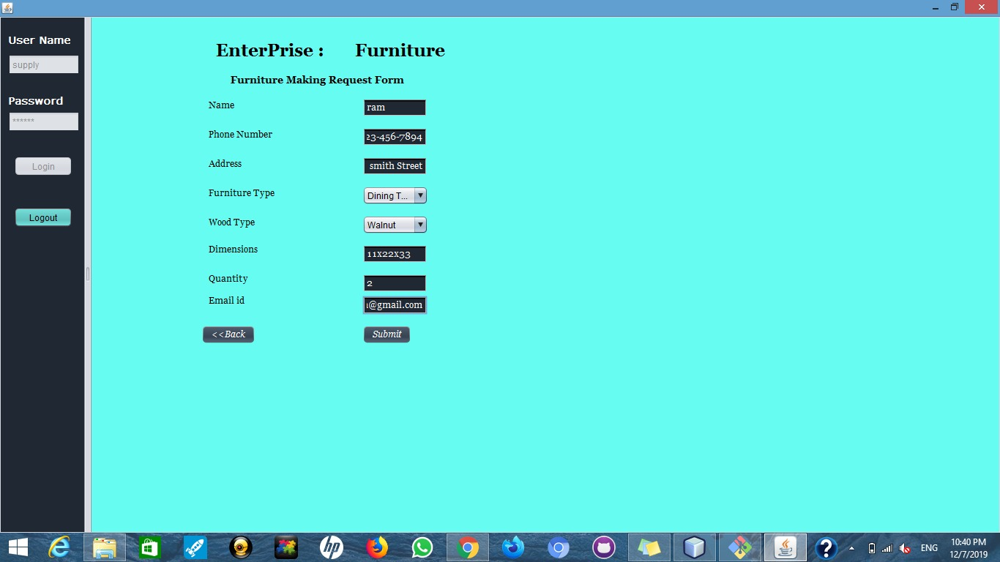 User Name
supply
Password
******
Login
Logout
EnterPrise : Furniture
Furniture Making Request Form
Name ram
Phone Number 23-456-7894
Address smith Street
Furniture Type Dining T...
Wood Type Walnut
Dimensions 11x22x33
Quantity 2
Email id @gmail.com
<<Back Submit
hp
ENG
10:40 PM
12/7/2019